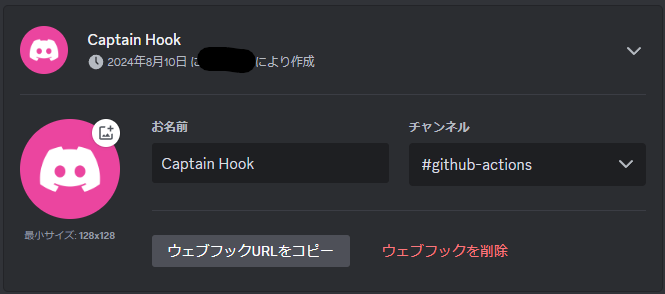 Captain Hook
2024年8月10日 に により作成
お名前
チャンネル
Captain Hook
#github-actions
最小サイズ: 128x128
ウェブフックURLをコピー
ウェブフックを削除